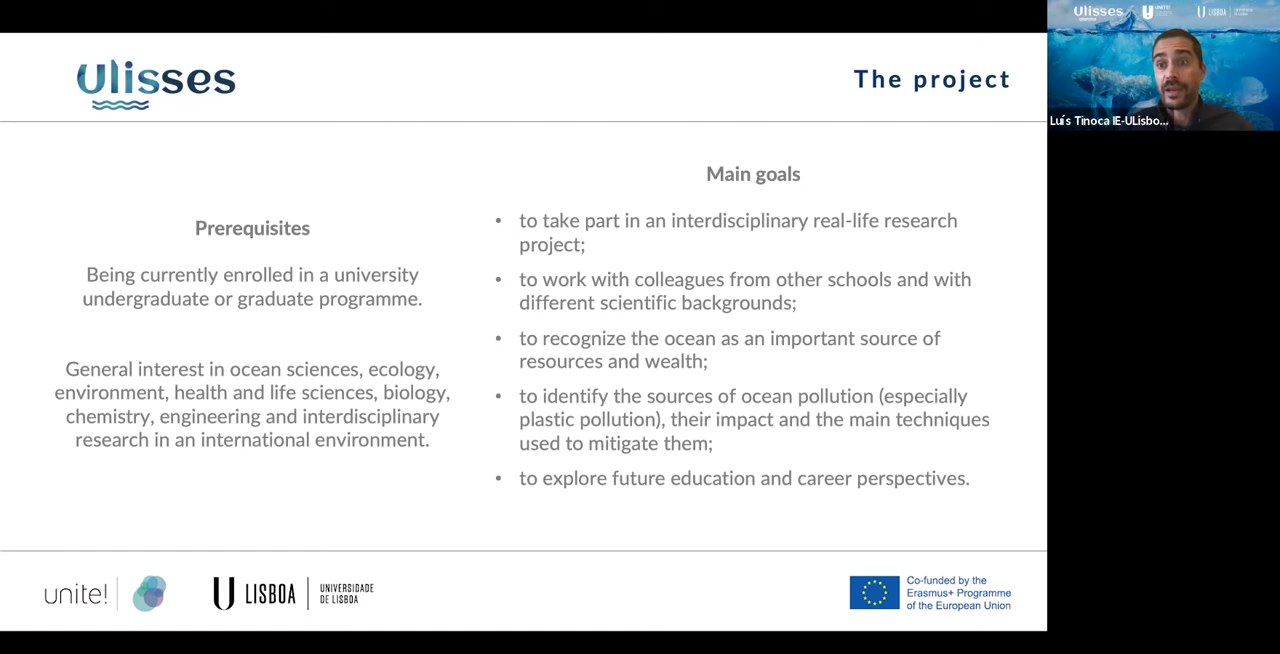 Ulisses
The project
Prerequisites
Being currently enrolled in a university
undergraduate or graduate programme.
General interest in ocean sciences, ecology,
environment, health and life sciences, biology,
chemistry, engineering and interdisciplinary
research in an international environment.
Main goals
• to take part in an interdisciplinary real-life research
project;
• to work with colleagues from other schools and with
different scientific backgrounds;
• to recognize the ocean as an important source of
resources and wealth;
• to identify the sources of ocean pollution (especially
plastic pollution), their impact and the main techniques
used to mitigate them;
• to explore future education and career perspectives.
unite!
U LISBOA
UNIVERSIDADE
DE LISBOA
Co-funded by the
Erasmus+ Programme
of the European Union
Ulisses
LISBOA
Luís Tinoca IE-ULisbo...